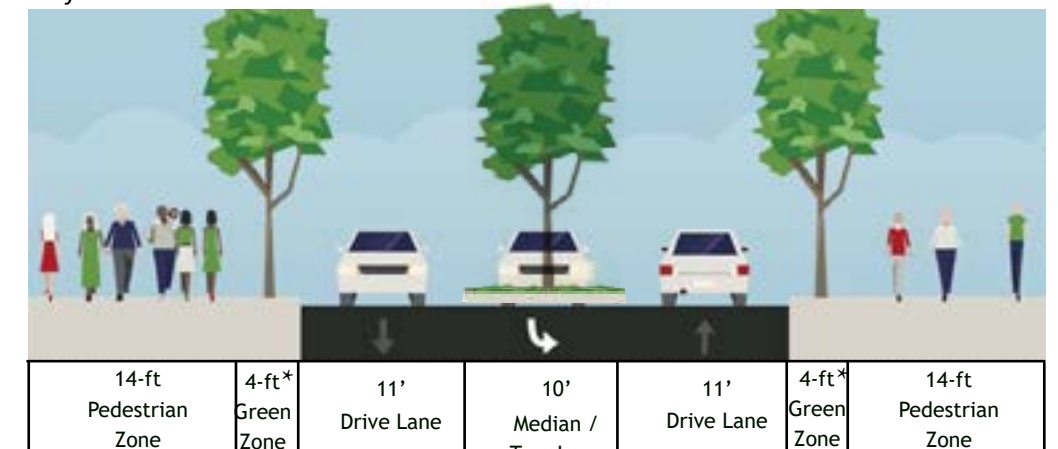 14-ft
Pedestrian
Zone
4-ft*
Green
Zone
11’
Drive Lane
10’
Median /
11’
Drive Lane
4-ft*
Green
Zone
14-ft
Pedestrian
Zone